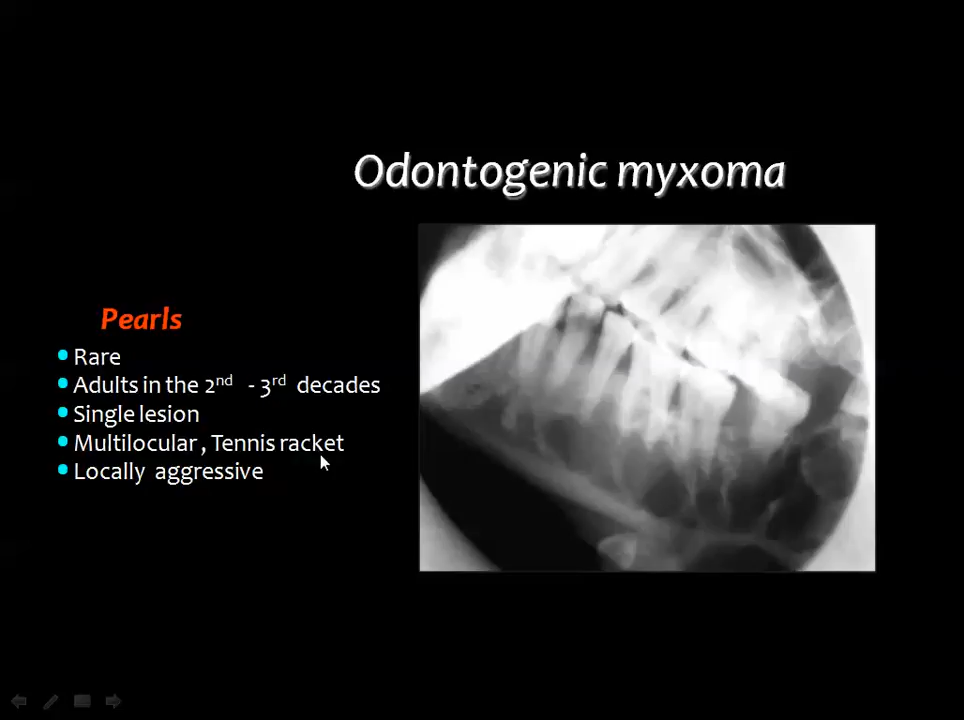 Odontogenic myxoma
Pearls
Rare
Adults in the 2nd - 3rd decades
Single lesion
Multilocular , Tennis racket
Locally aggressive